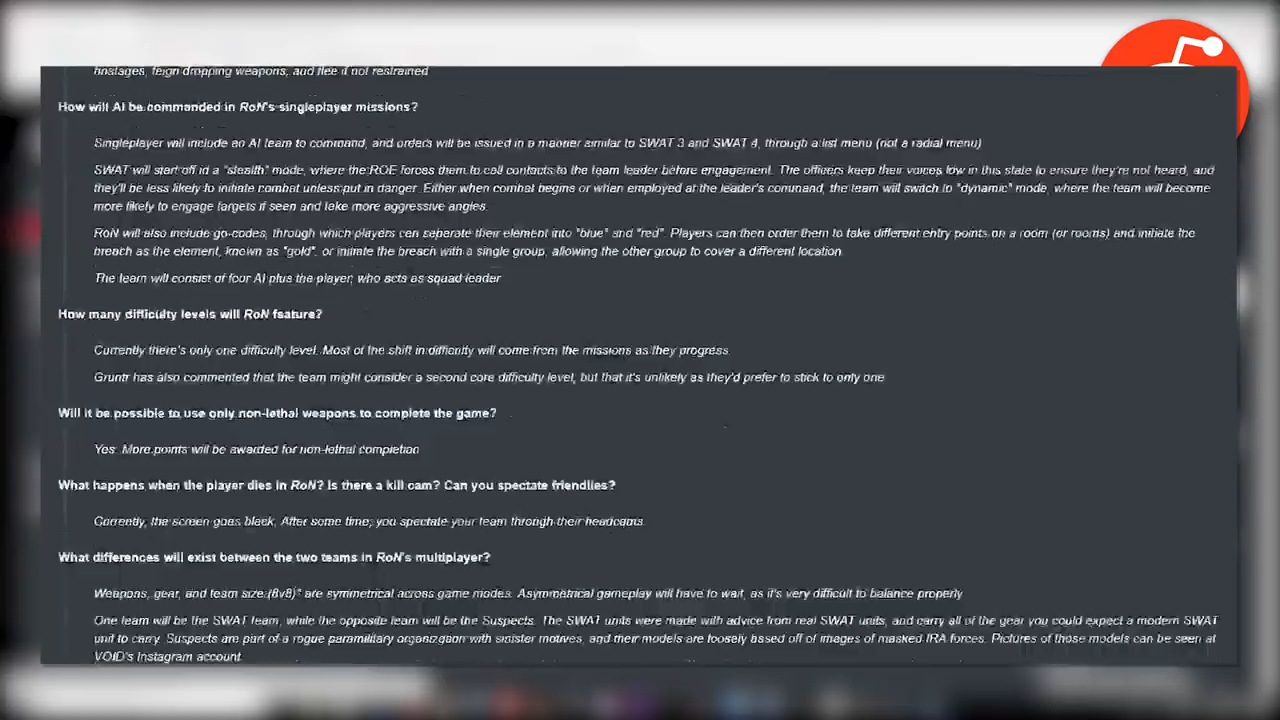 hostages, feign dropping weapons, and flee if not restrained
How will AI be commanded in RoN's singleplayer missions?
Singleplayer will include an AI team to command, and orders will be issued in a manner similar to SWAT 3 and SWAT 4, through a list menu (not a radial menu)
SWAT will start off in a "stealth" mode, where the ROE forces them to call contacts to the team leader before engagement. The officers keep their voices low in this state to ensure they're not heard, and
they'll be less likely to initiate combat unless put in danger. Either when combat begins or when employed at the leader's command, the team will switch to "dynamic" mode, where the team will become
more likely to engage targets if seen and take more aggressive angles.
RoN will also include go-codes, through which players can separate their element into "blue" and "red". Players can then order them to take different entry points on a room (or rooms) and initiate the
breach as the element, known as "gold", or initiate the breach with a single group, allowing the other group to cover a different location
The team will consist of four AI plus the player, who acts as squad leader
How many difficulty levels will RoN feature?
Currently there's only one difficulty level. Most of the shift in difficulty will come from the missions as they progress.
Gruntr has also commented that the team might consider a second core difficulty level, but that it's unlikely as they'd prefer to stick to only one
Will it be possible to use only non-lethal weapons to complete the game?
Yes. More points will be awarded for non-lethal completion
What happens when the player dies in RoN? Is there a kill cam? Can you spectate friendlies?
Currently, the screen goes black. After some time, you spectate your team through their headcams.
What differences will exist between the two teams in RoN's multiplayer?
Weapons, gear, and team size (8v8)* are symmetrical across game modes. Asymmetrical gameplay will have to wait, as it's very difficult to balance properly
One team will be the SWAT team, while the opposite team will be the Suspects. The SWAT units were made with advice from real SWAT units, and carry all of the gear you could expect a modern SWAT
unit to carry. Suspects are part of a rogue paramilitary organization with sinister motives, and their models are loosely based off of images of masked IRA forces. Pictures of those models can be seen at
VOID's Instagram account.